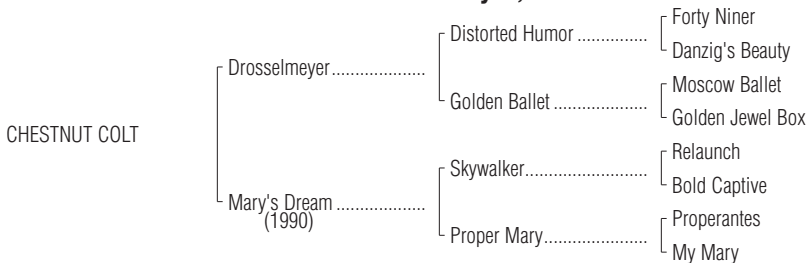 Forty Niner
Distorted Humor ...............
Danzig's Beauty
Drosselmeyer....................
Moscow Ballet
Golden Ballet ....................
Golden Jewel Box
CHESTNUT COLT
Relaunch
Skywalker..........................
Bold Captive
Mary's Dream ...................
(1990)
Properantes
Proper Mary......................
My Mary